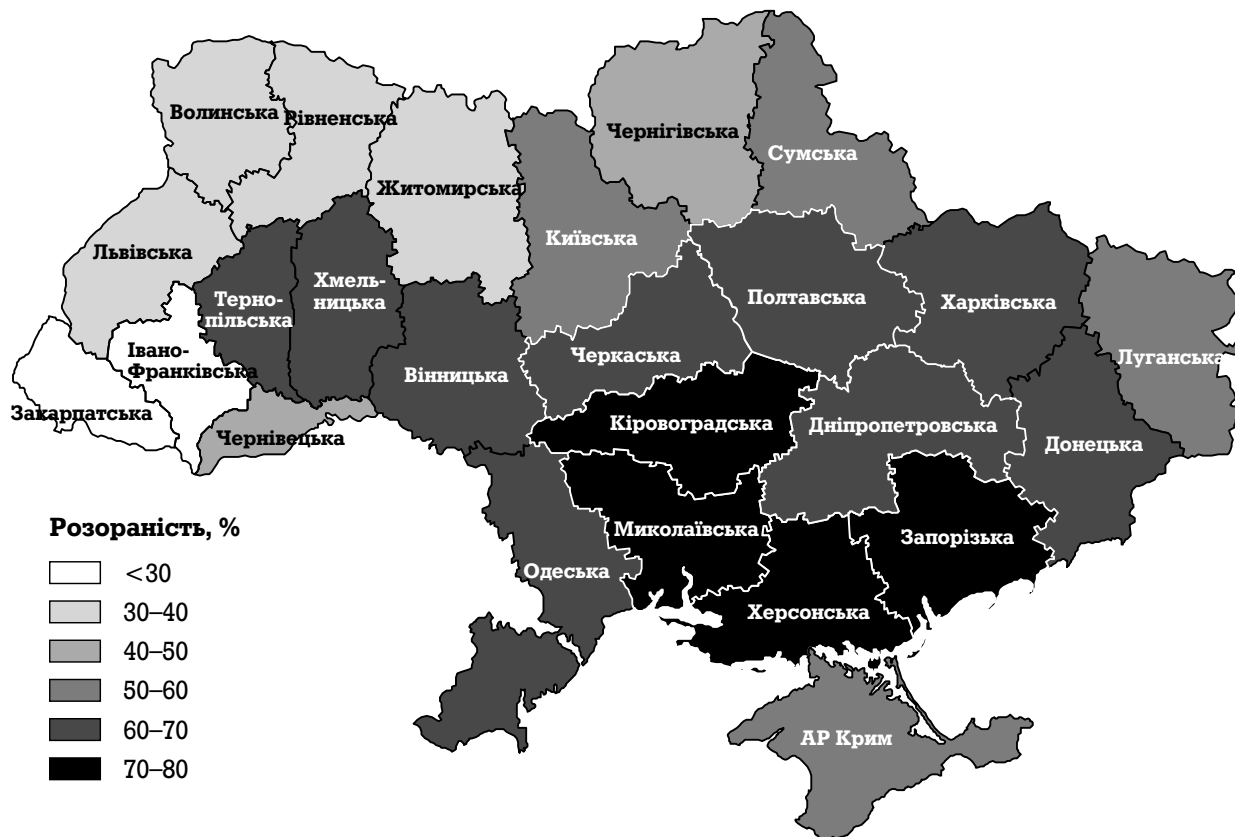 Волинська
Рівненська
Житомирська
Чернігівська
Сумська
Львівська
Київська
Терно-
пільська
Хмель-
ницька
Полтавська
Харківська
Івано-
Франківська
Вінницька
Черкаська
Луганська
Закарпатська
Чернівецька
Кіровоградська
Дніпропетровська
Донецька
Миколаївська
Запорізька
Одеська
Херсонська
АР Крим
Розораність, %
<30
30–40
40–50
50–60
60–70
70–80